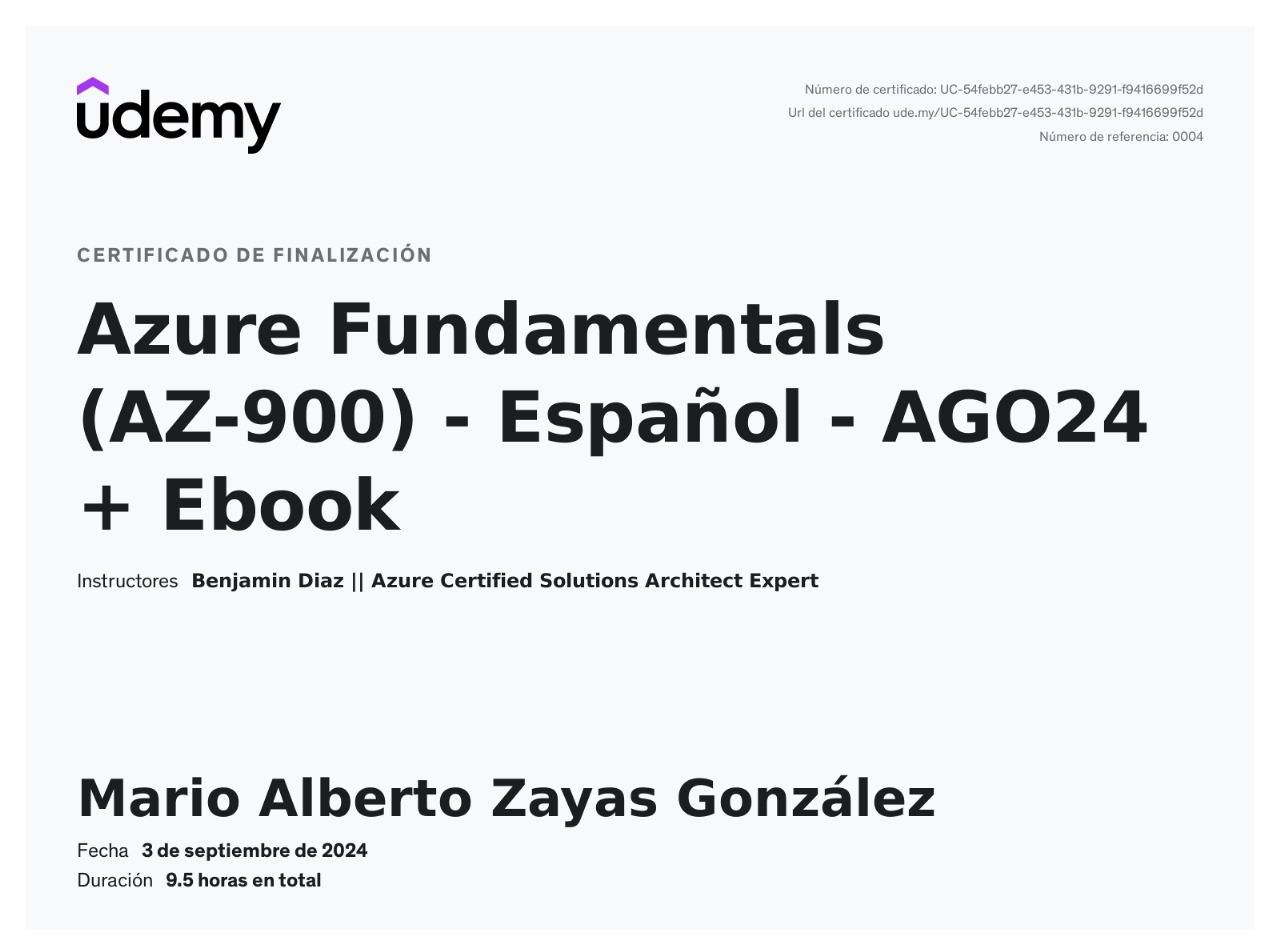 udemy
Número de certificado: UC-54febb27-e453-431b-9291-f9416699f52d
Url del certificado ude.my/UC-54febb27-e453-431b-9291-f9416699f52d
Número de referencia: 0004
CERTIFICADO DE FINALIZACIÓN
Azure Fundamentals
(AZ-900) - Español - AGO24
+ Ebook
Instructores Benjamin Diaz || Azure Certified Solutions Architect Expert
Mario Alberto Zayas González
Fecha 3 de septiembre de 2024
Duración 9.5 horas en total